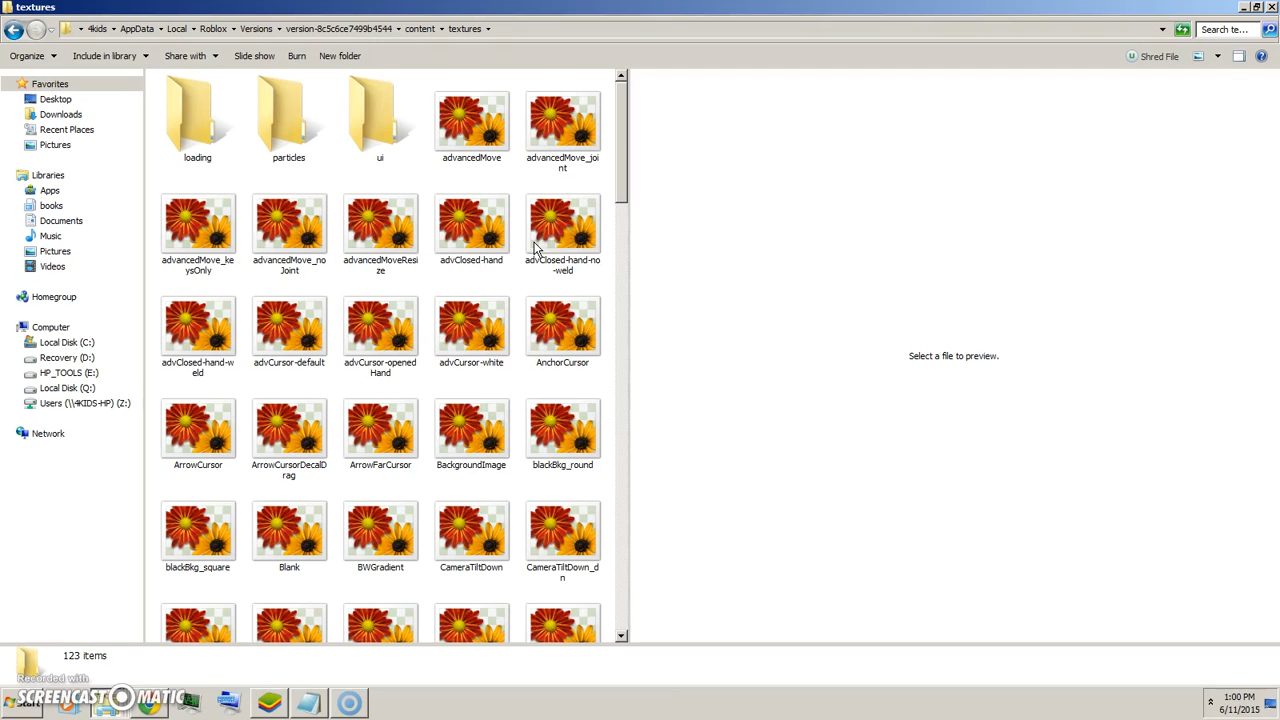 textures
4kids AppData Local Roblox Versions version-8c5c6ce7499b4544 content textures Search te...
Organize Include in library Share with Slide show Burn New folder Shred File
Favorites
Desktop
Downloads
Recent Places
Pictures
Libraries
Apps
books
Documents
Music
Pictures
Videos
Homegroup
Computer
Local Disk (C:)
Recovery (D:)
HP_TOOLS (E:)
Local Disk (Q:)
Users (\\4KIDS-HP) (Z:)
Network
loading particles ui advancedMove advancedMove_joi
nt
advancedMove_ke advancedMove_no advancedMoveResi advClosed-hand advClosed-hand-no
ysOnly Joint ze -weld
advClosed-hand-w advCursor-default advCursor-opened advCursor-white AnchorCursor
eld Hand
ArrowCursor ArrowCursorDecalD ArrowFarCursor BackgroundImage blackBkg_round
rag
blackBkg_square Blank BWGradient CameraTiltDown CameraTiltDown_d
n
Select a file to preview.
123 items
Recorded with
SCREENCAST MATIC
Start
1:00 PM
6/11/2015